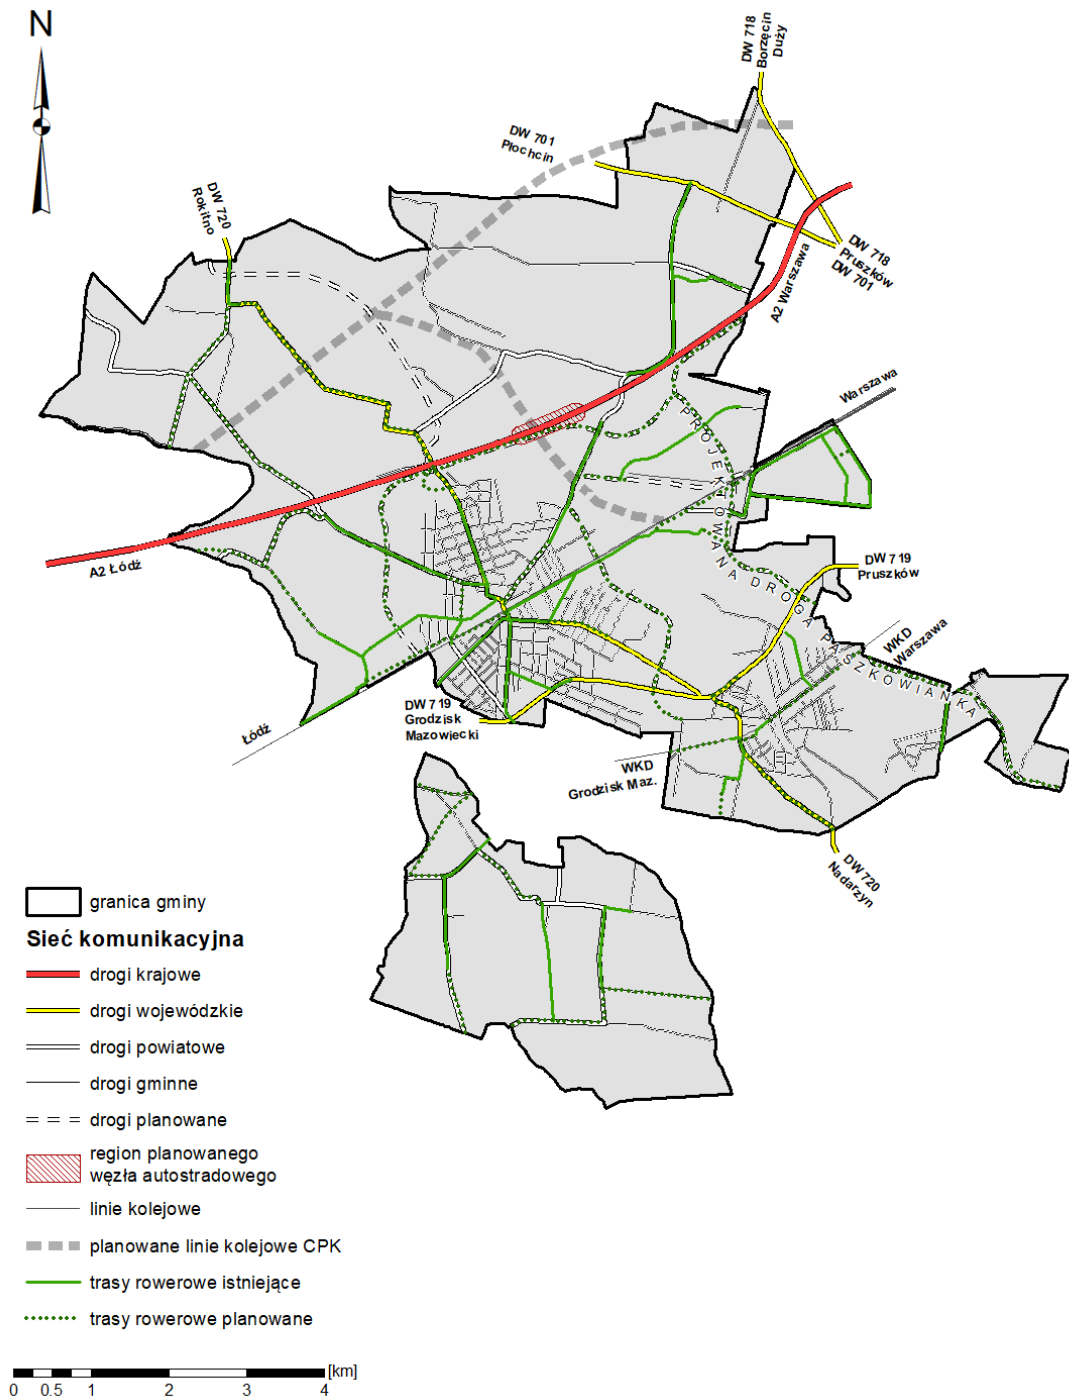 N
DW 718
Borzęcin
Duży
DW 701
Płochcin
DW 720
Rokitno
DW 718
Pruszków
DW 701
A2 Warszawa
Warszawa
PROJEKTOWANA DROGA PASZKOWIANKA
A2 Łódź
DW 719
Pruszków
WKD
Warszawa
DW 719
Grodzisk
Mazowiecki
Łódź
WKD
Grodzisk Maz.
DW 720
Nadarzyn
granica gminy
Sieć komunikacyjna
drogi krajowe
drogi wojewódzkie
drogi powiatowe
drogi gminne
drogi planowane
region planowanego
węzła autostradowego
linie kolejowe
planowane linie kolejowe CPK
trasy rowerowe istniejące
trasy rowerowe planowane
[km]
0 0.5 1 2 3 4